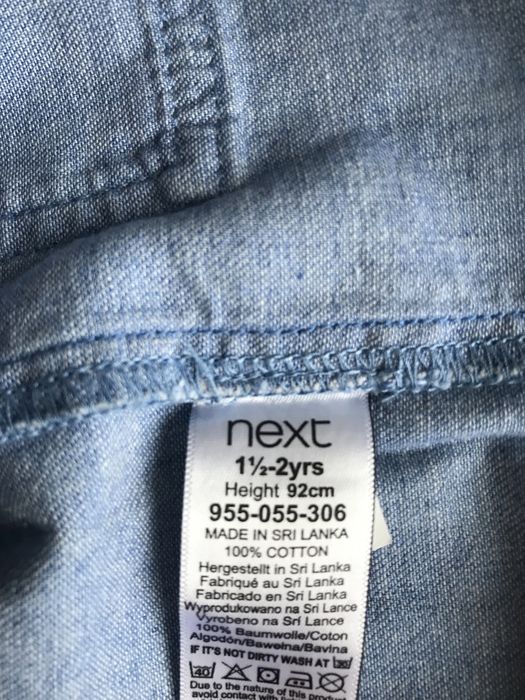 next
1½-2yrs
Height 92cm
955-055-306
MADE IN SRI LANKA
100% COTTON
Hergestellt in Sri Lanka
Fabriqué au Sri Lanka
Fabricado en Sri Lanka
Wyprodukowano na Sri Lance
Vyrobeno na Sri Lance
100% Baumwolle/Coton
Algodón/Bawełna/Bavlna
IF IT'S NOT DIRTY WASH AT 30
40
Due to the nature of this product
avoid contact with